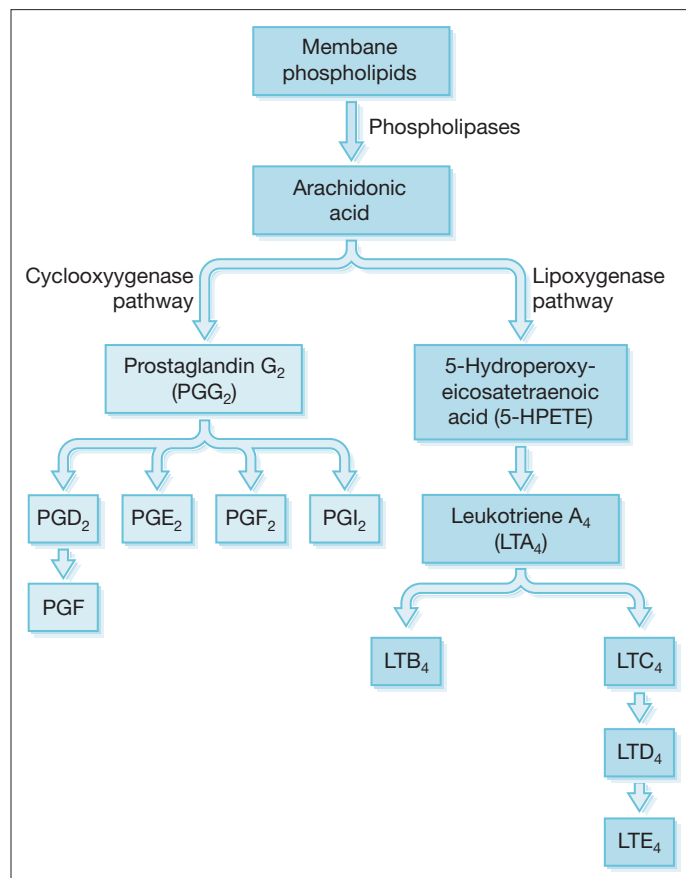 Membane
phospholipids
Phospholipases
Arachidonic
acid
Cyclooxyygenase
pathway
Lipoxygenase
pathway
Prostaglandin G₂
(PGG₂)
5-Hydroperoxy-
eicosatetraenoic
acid (5-HPETE)
PGD₂
PGE₂
PGF₂
PGI₂
Leukotriene A₄
(LTA₄)
PGF
LTB₄
LTC₄
LTD₄
LTE₄